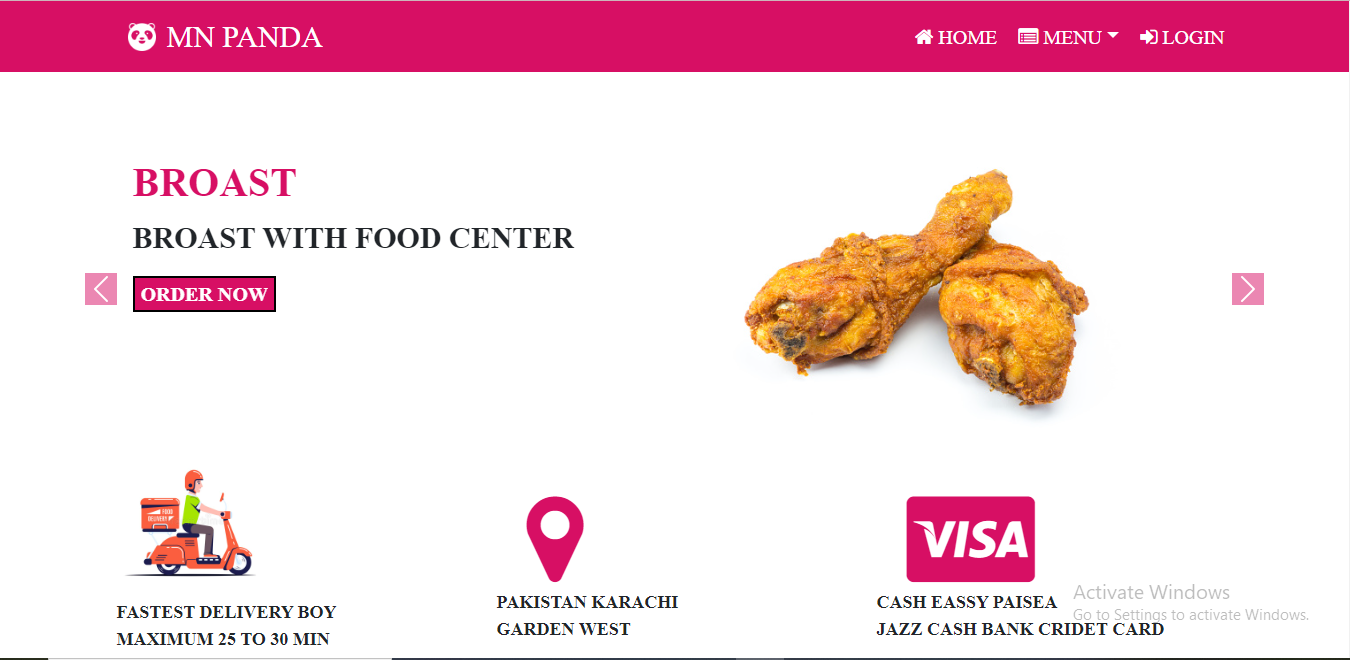 MN PANDA
HOME
MENU
LOGIN
BROAST
BROAST WITH FOOD CENTER
ORDER NOW
FOOD
DELIVERY
VISA
FASTEST DELIVERY BOY
MAXIMUM 25 TO 30 MIN
PAKISTAN KARACHI
GARDEN WEST
CASH EASSY PAISEA
JAZZ CASH BANK CRIDET CARD
Activate Windows
Go to Settings to activate Windows.